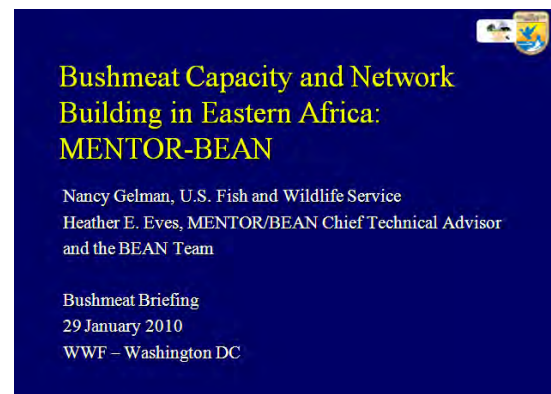 Bushmeat Capacity and Network
Building in Eastern Africa:
MENTOR-BEAN
Nancy Gelman, U.S. Fish and Wildlife Service
Heather E. Eves, MENTOR/BEAN Chief Technical Advisor
and the BEAN Team
Bushmeat Briefing
29 January 2010
WWF – Washington DC